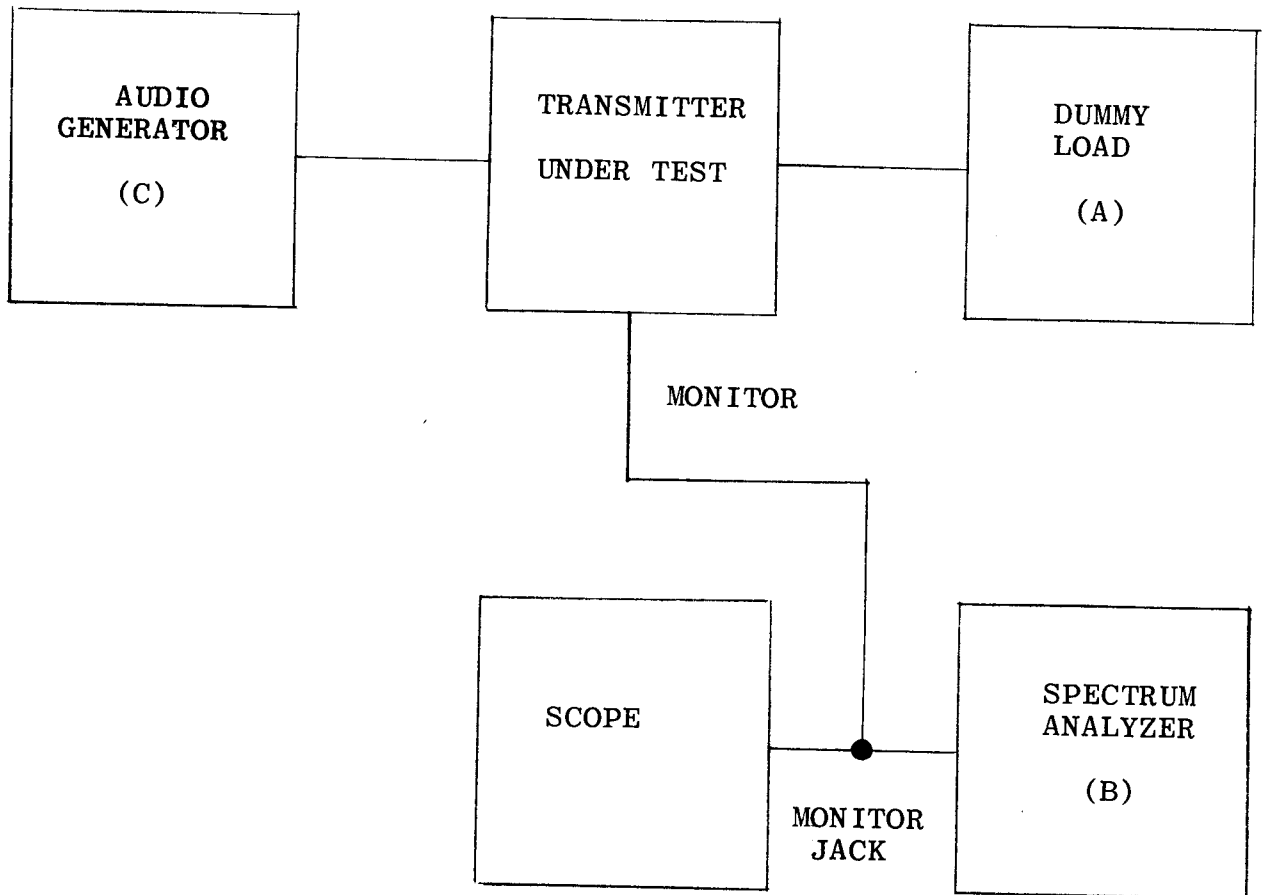 AUDIO
GENERATOR
(C)
TRANSMITTER
UNDER TEST
DUMMY
LOAD
(A)
MONITOR
SCOPE
MONITOR
JACK
SPECTRUM
ANALYZER
(B)